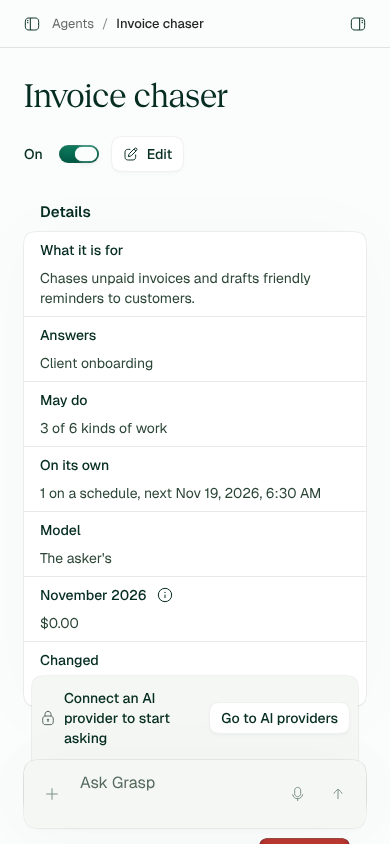 Agents / Invoice chaser
Invoice chaser
On
Edit
Details
What it is for
Chases unpaid invoices and drafts friendly
reminders to customers.
Answers
Client onboarding
May do
3 of 6 kinds of work
On its own
1 on a schedule, next Nov 19, 2026, 6:30 AM
Model
The asker's
November 2026
$0.00
Changed
Connect an AI
provider to start
asking
Go to AI providers
Ask Grasp